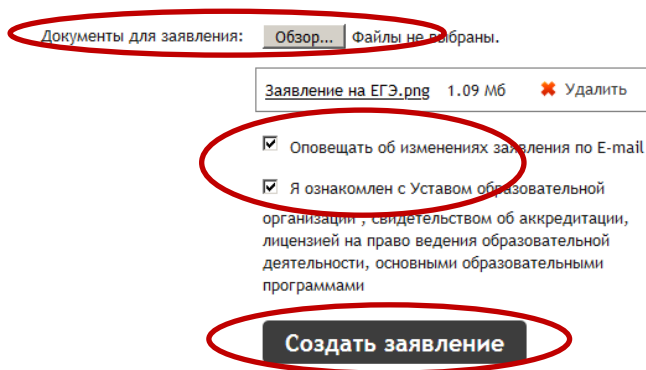 Документы для заявления: Обзор... Файлы не выбраны.
Заявление на ЕГЭ.png 1.09 Мб Удалить
Оповещать об изменениях заявления по E-mail
Я ознакомлен с Уставом образовательной
организации , свидетельством об аккредитации,
лицензией на право ведения образовательной
деятельности, основными образовательными
программами
Создать заявление